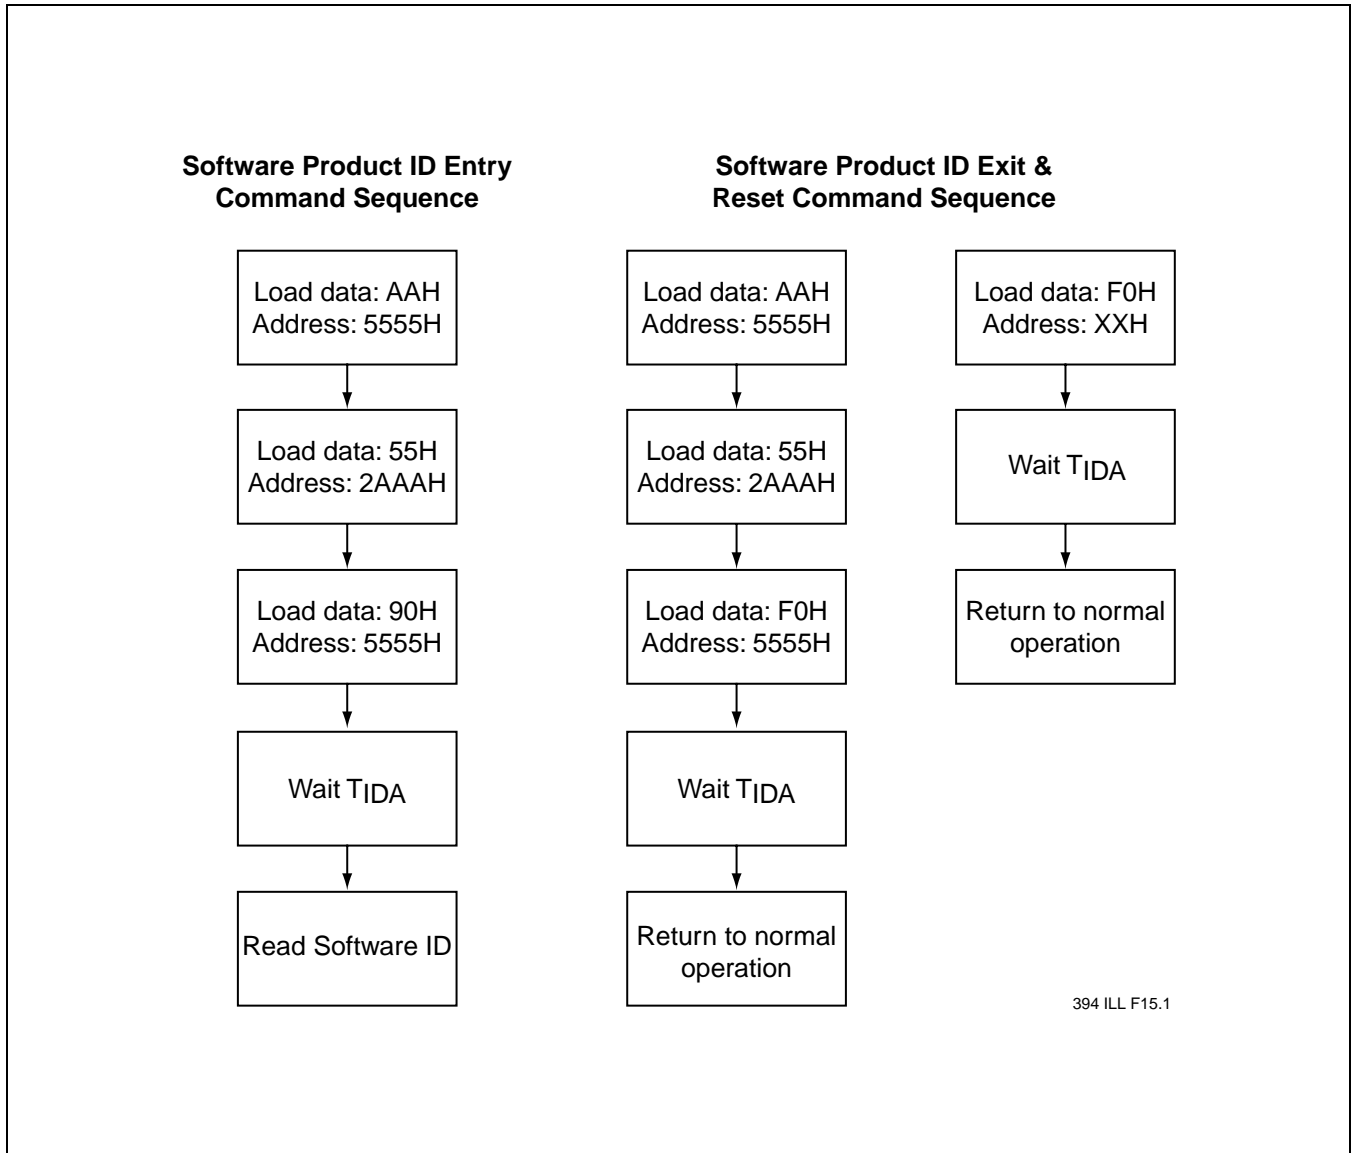 Software Product ID Entry
Command Sequence
Load data: AAH
Address: 5555H
Load data: 55H
Address: 2AAAH
Load data: 90H
Address: 5555H
Wait TIDA
Read Software ID
Software Product ID Exit &
Reset Command Sequence
Load data: AAH
Address: 5555H
Load data: 55H
Address: 2AAAH
Load data: F0H
Address: 5555H
Wait TIDA
Return to normal
operation
Load data: F0H
Address: XXH
Wait TIDA
Return to normal
operation
394 ILL F15.1